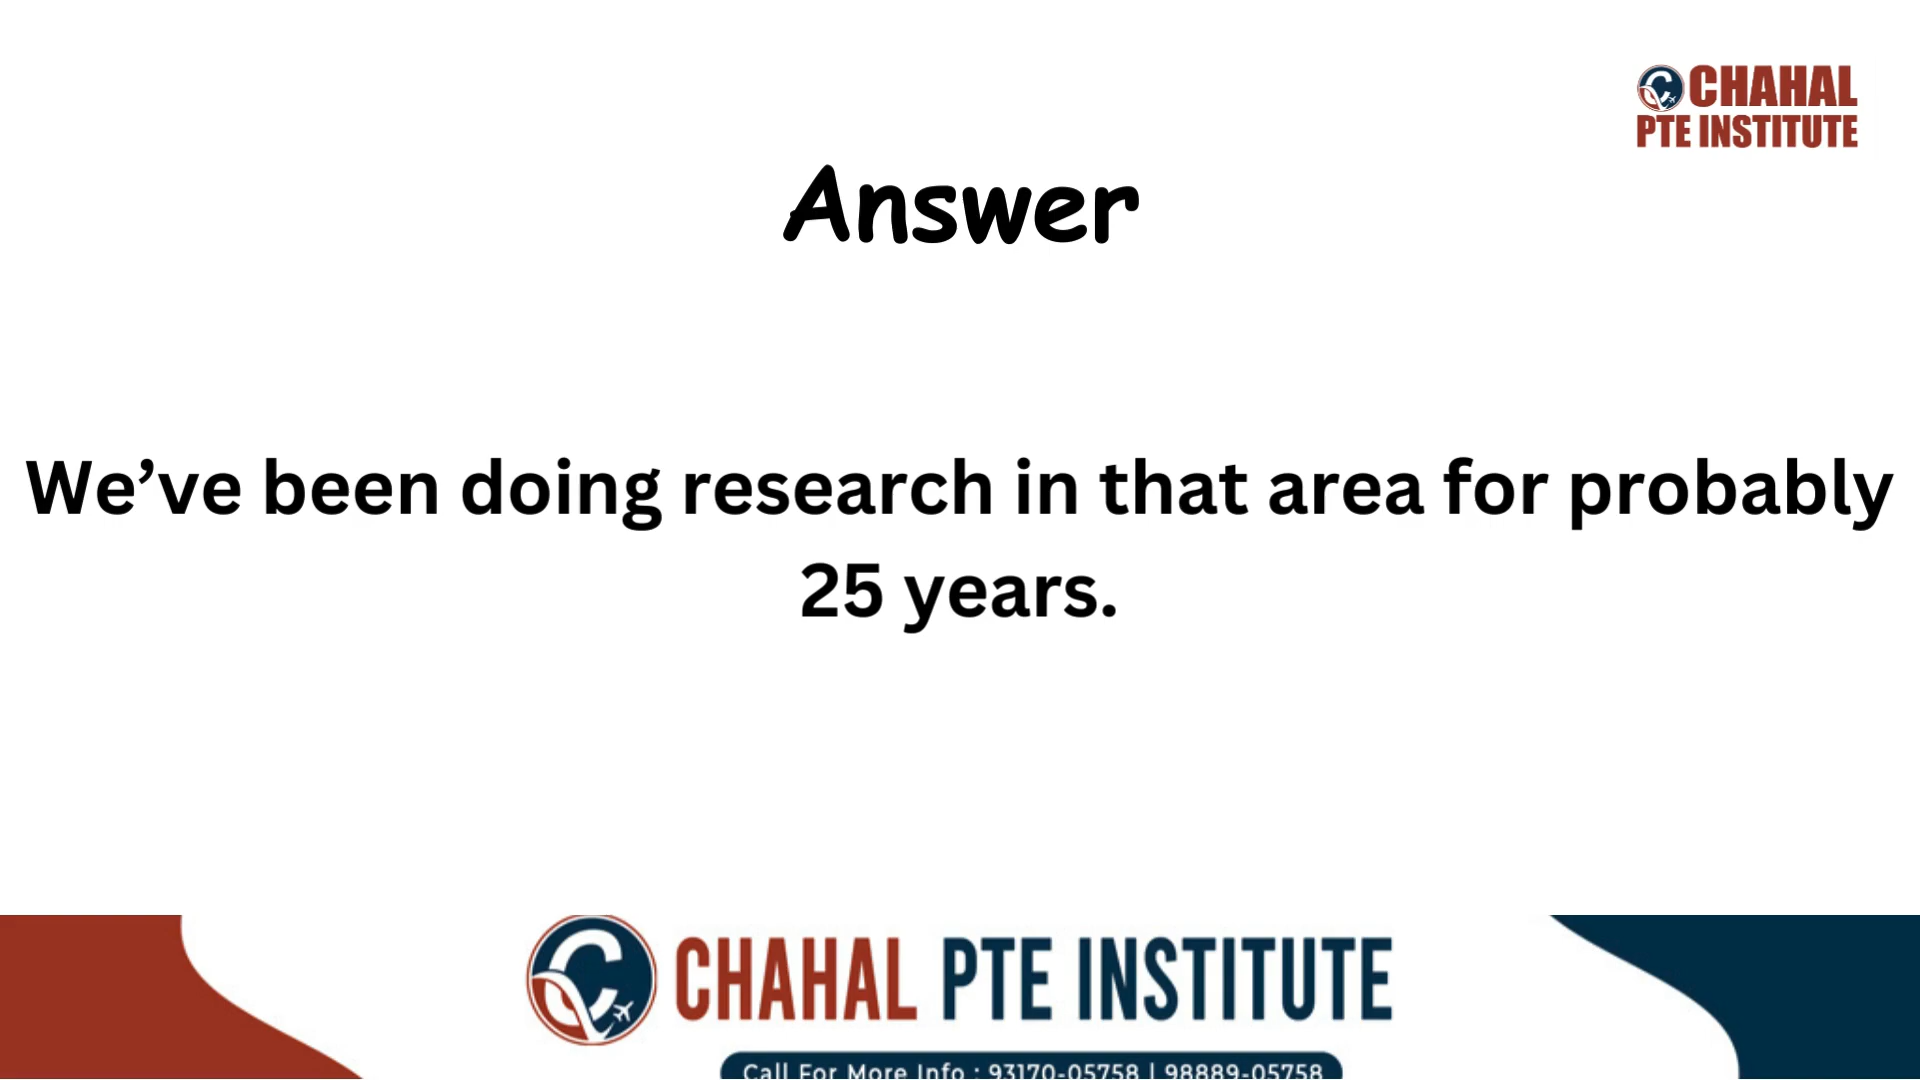 CHAHAL
PTE INSTITUTE
Answer
We’ve been doing research in that area for probably
25 years.
CHAHAL PTE INSTITUTE
Call For More Info : 93170-05758 | 98889-05758